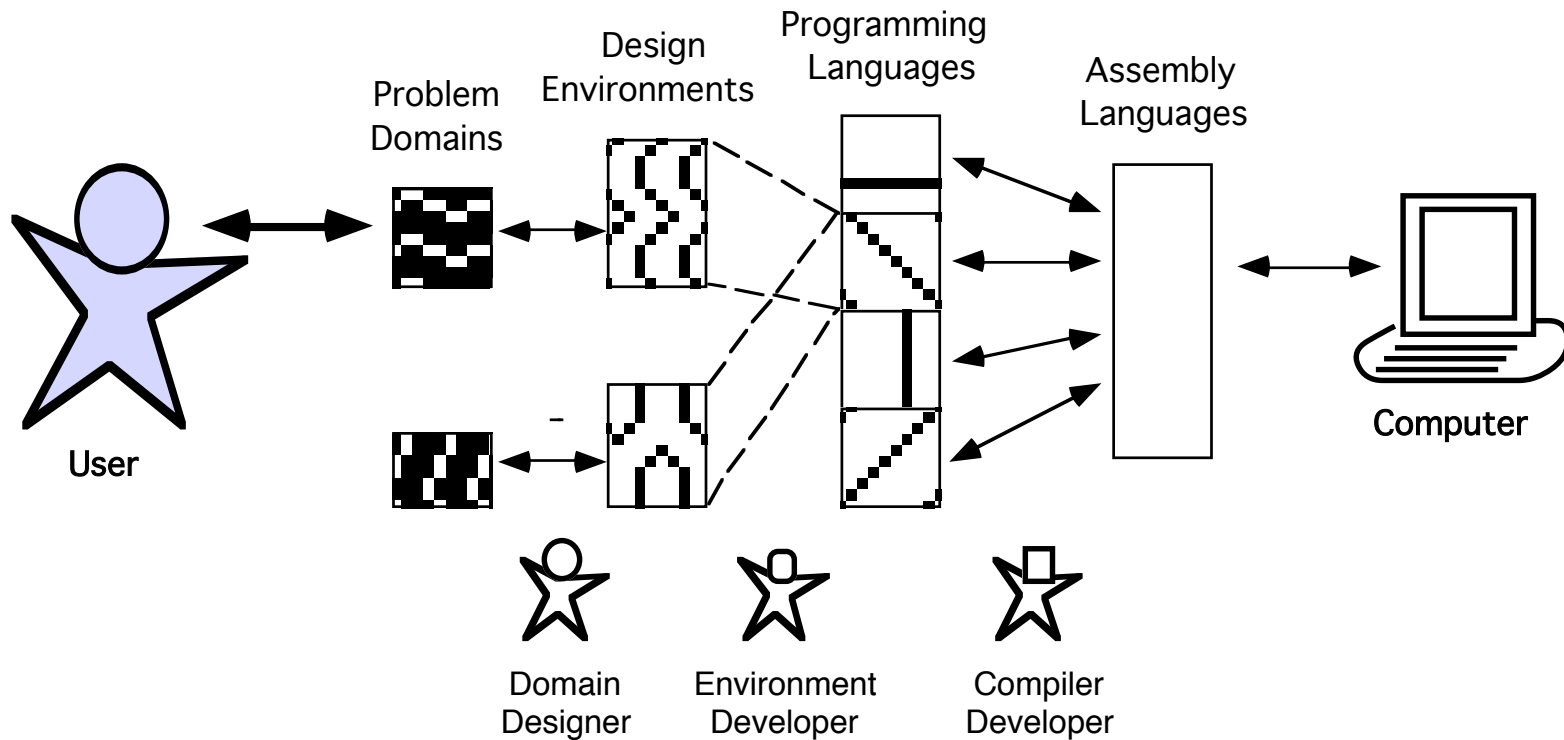 Programming
Languages
Design
Environments
Assembly
Languages
Problem
Domains
User
Computer
Domain
Designer
Environment
Developer
Compiler
Developer